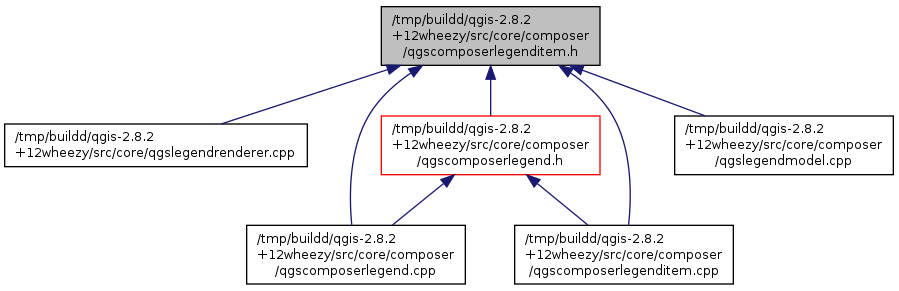 /tmp/buildd/qgis-2.8.2
+12wheezy/src/core/composer
/qgscomposerlegenditem.h
/tmp/buildd/qgis-2.8.2
+12wheezy/src/core/qgslegendrenderer.cpp
/tmp/buildd/qgis-2.8.2
+12wheezy/src/core/composer
/qgscomposerlegend.h
/tmp/buildd/qgis-2.8.2
+12wheezy/src/core/composer
/qgslegendmodel.cpp
/tmp/buildd/qgis-2.8.2
+12wheezy/src/core/composer
/qgscomposerlegend.cpp
/tmp/buildd/qgis-2.8.2
+12wheezy/src/core/composer
/qgscomposerlegenditem.cpp